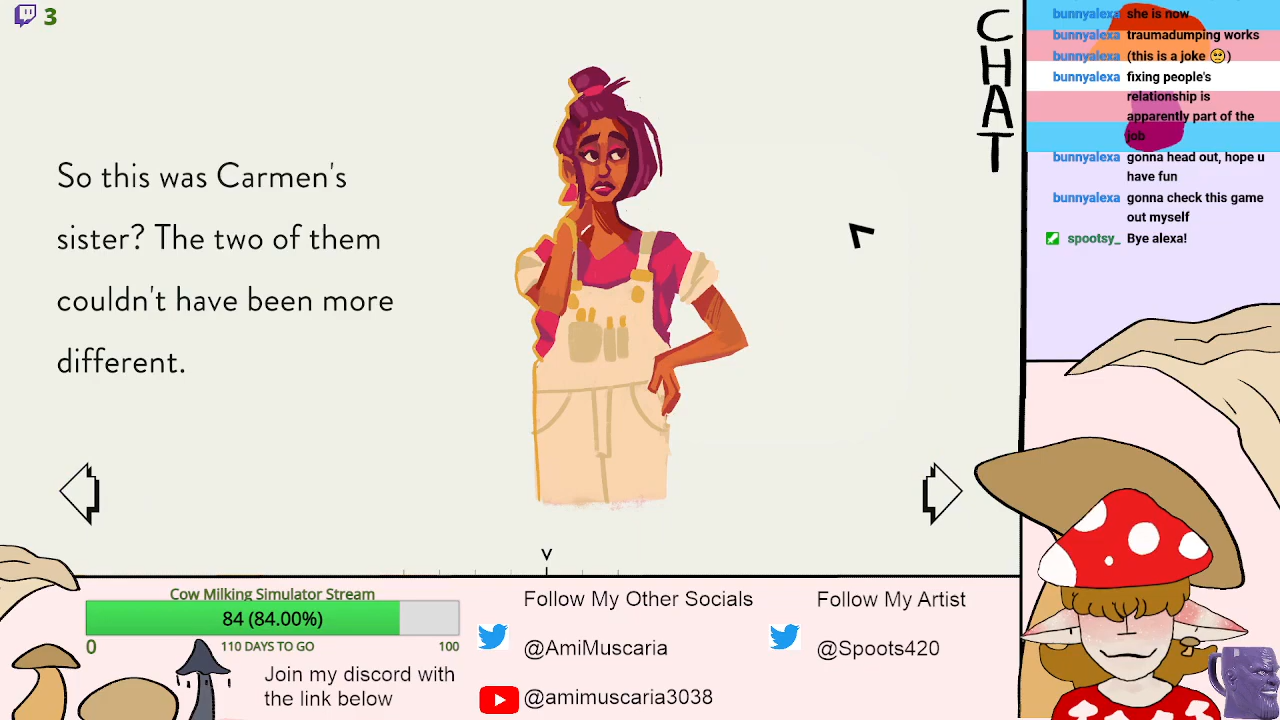 3
So this was Carmen's
sister? The two of them
couldn't have been more
different.
CHAT
bunnyalexa she is now
bunnyalexa traumadumping works
bunnyalexa (this is a joke 🥺)
bunnyalexa fixing people's
relationship is
apparently part of the
job
bunnyalexa gonna head out, hope u
have fun
bunnyalexa gonna check this game
out myself
spootsy_ Bye alexa!
Cow Milking Simulator Stream
84 (84.00%)
0 110 DAYS TO GO 100
Join my discord with
the link below
Follow My Other Socials
@AmiMuscaria
@amimuscaria3038
Follow My Artist
@Spoots420